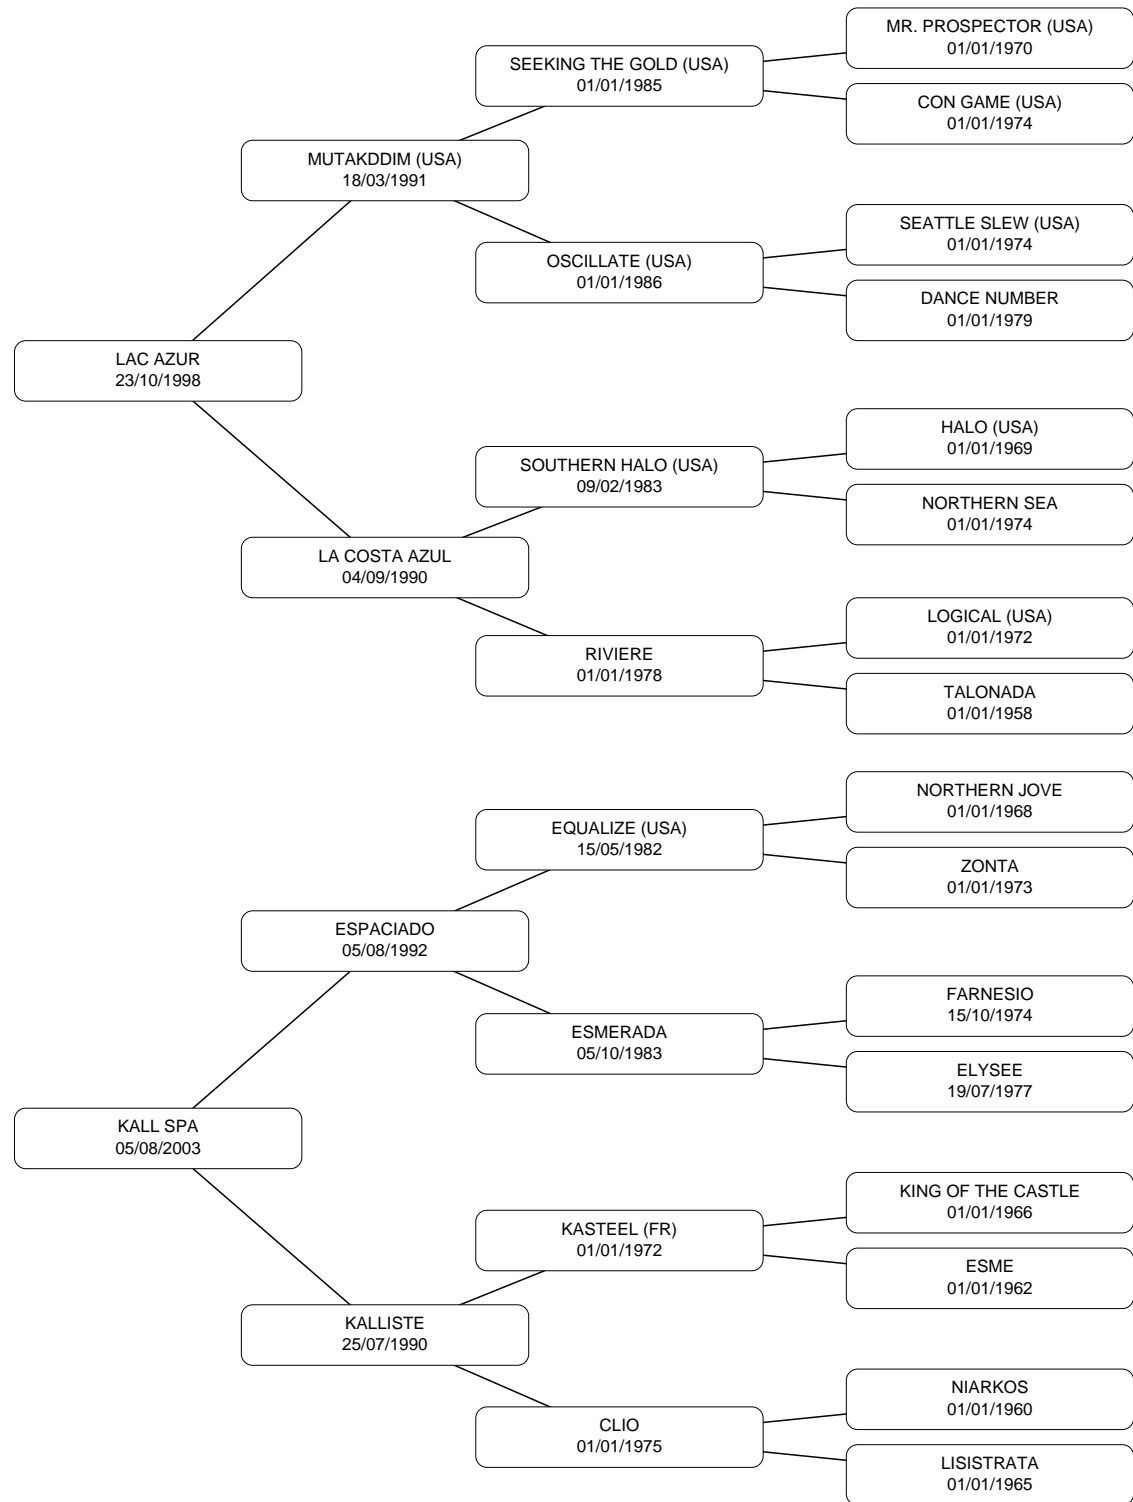 MR. PROSPECTOR (USA)
01/01/1970
SEEKING THE GOLD (USA)
01/01/1985
CON GAME (USA)
01/01/1974
MUTAKDDIM (USA)
18/03/1991
SEATTLE SLEW (USA)
01/01/1974
OSCILLATE (USA)
01/01/1986
DANCE NUMBER
01/01/1979
LAC AZUR
23/10/1998
HALO (USA)
01/01/1969
SOUTHERN HALO (USA)
09/02/1983
NORTHERN SEA
01/01/1974
LA COSTA AZUL
04/09/1990
LOGICAL (USA)
01/01/1972
RIVIERE
01/01/1978
TALONADA
01/01/1958
NORTHERN JOVE
01/01/1968
EQUALIZE (USA)
15/05/1982
ZONTA
01/01/1973
ESPACIADO
05/08/1992
FARNESIO
15/10/1974
ESMERADA
05/10/1983
ELYSEE
19/07/1977
KALL SPA
05/08/2003
KING OF THE CASTLE
01/01/1966
KASTEEL (FR)
01/01/1972
ESME
01/01/1962
KALLISTE
25/07/1990
NIARKOS
01/01/1960
CLIO
01/01/1975
LISISTRATA
01/01/1965